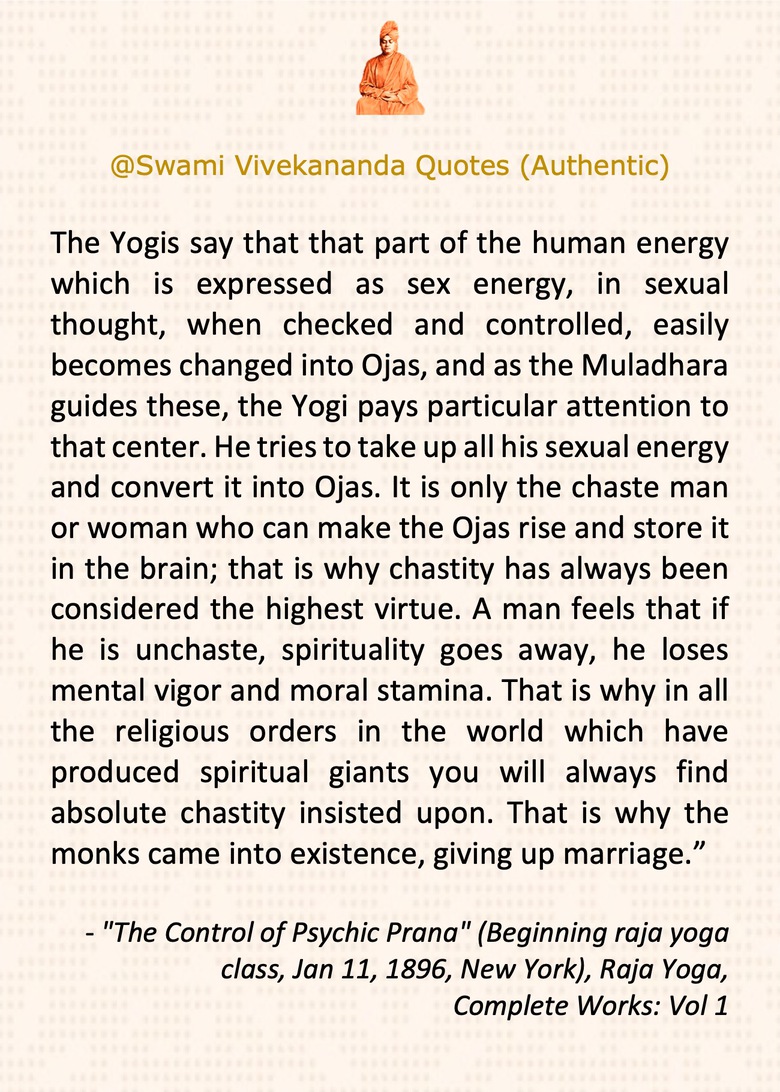 @Swami Vivekananda Quotes (Authentic)
The Yogis say that that part of the human energy
which is expressed as sex energy, in sexual
thought, when checked and controlled, easily
becomes changed into Ojas, and as the Muladhara
guides these, the Yogi pays particular attention to
that center. He tries to take up all his sexual energy
and convert it into Ojas. It is only the chaste man
or woman who can make the Ojas rise and store it
in the brain; that is why chastity has always been
considered the highest virtue. A man feels that if
he is unchaste, spirituality goes away, he loses
mental vigor and moral stamina. That is why in all
the religious orders in the world which have
produced spiritual giants you will always find
absolute chastity insisted upon. That is why the
monks came into existence, giving up marriage.”
- "The Control of Psychic Prana" (Beginning raja yoga
class, Jan 11, 1896, New York), Raja Yoga,
Complete Works: Vol 1